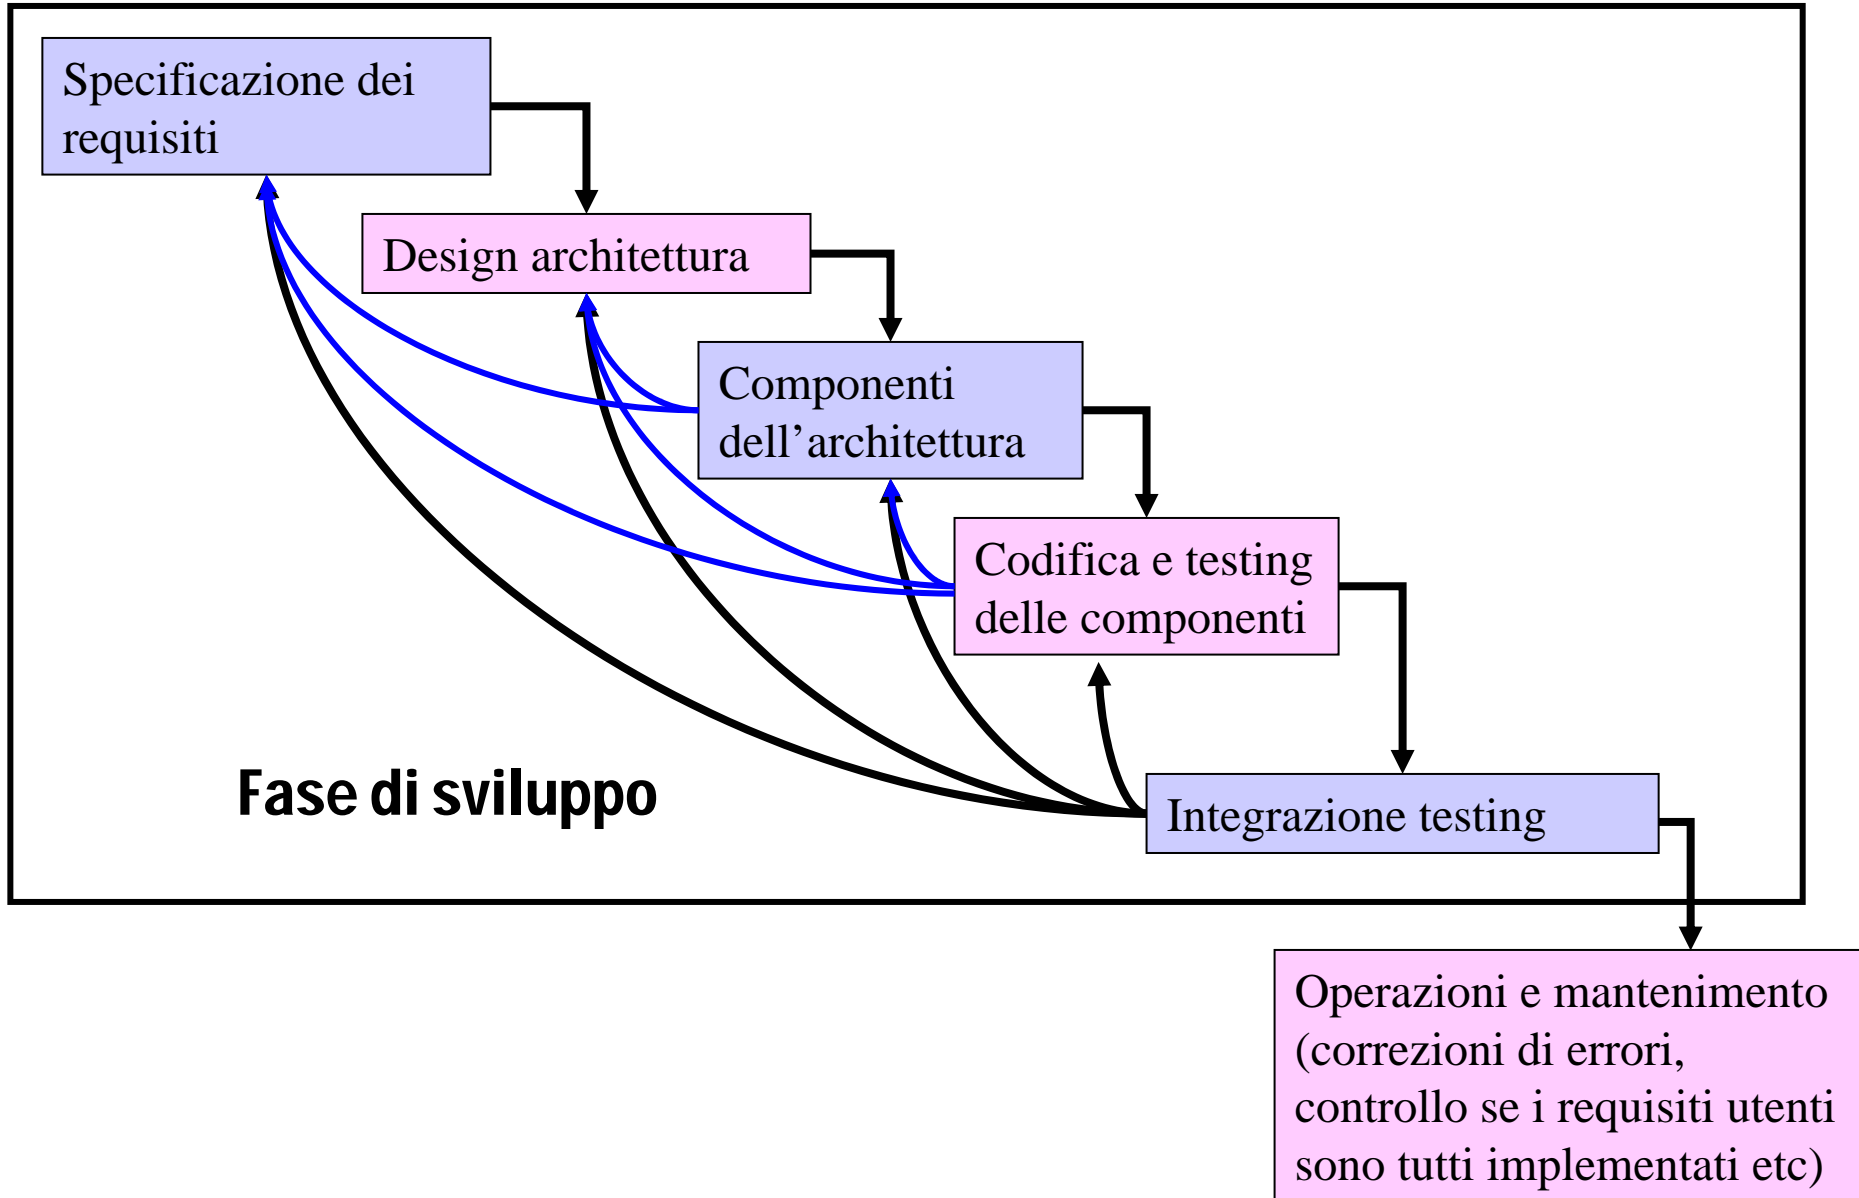 Specificazione dei
requisiti
Design architettura
Componenti
dell’architettura
Codifica e testing
delle componenti
Fase di sviluppo
Integrazione testing
Operazioni e mantenimento
(correzioni di errori,
controllo se i requisiti utenti
sono tutti implementati etc)